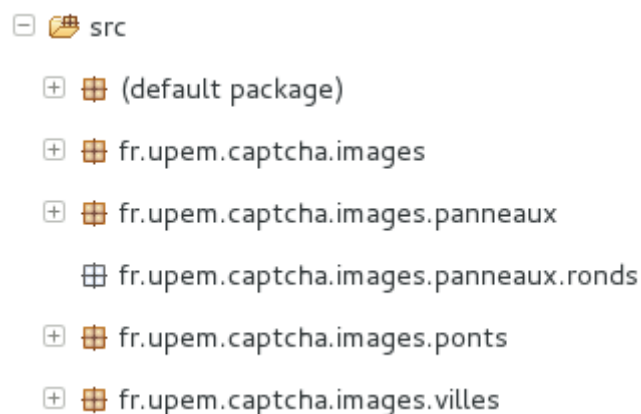 src
(default package)
fr.upem.captcha.images
fr.upem.captcha.images.panneaux
fr.upem.captcha.images.panneaux.ronds
fr.upem.captcha.images.ponts
fr.upem.captcha.images.villes